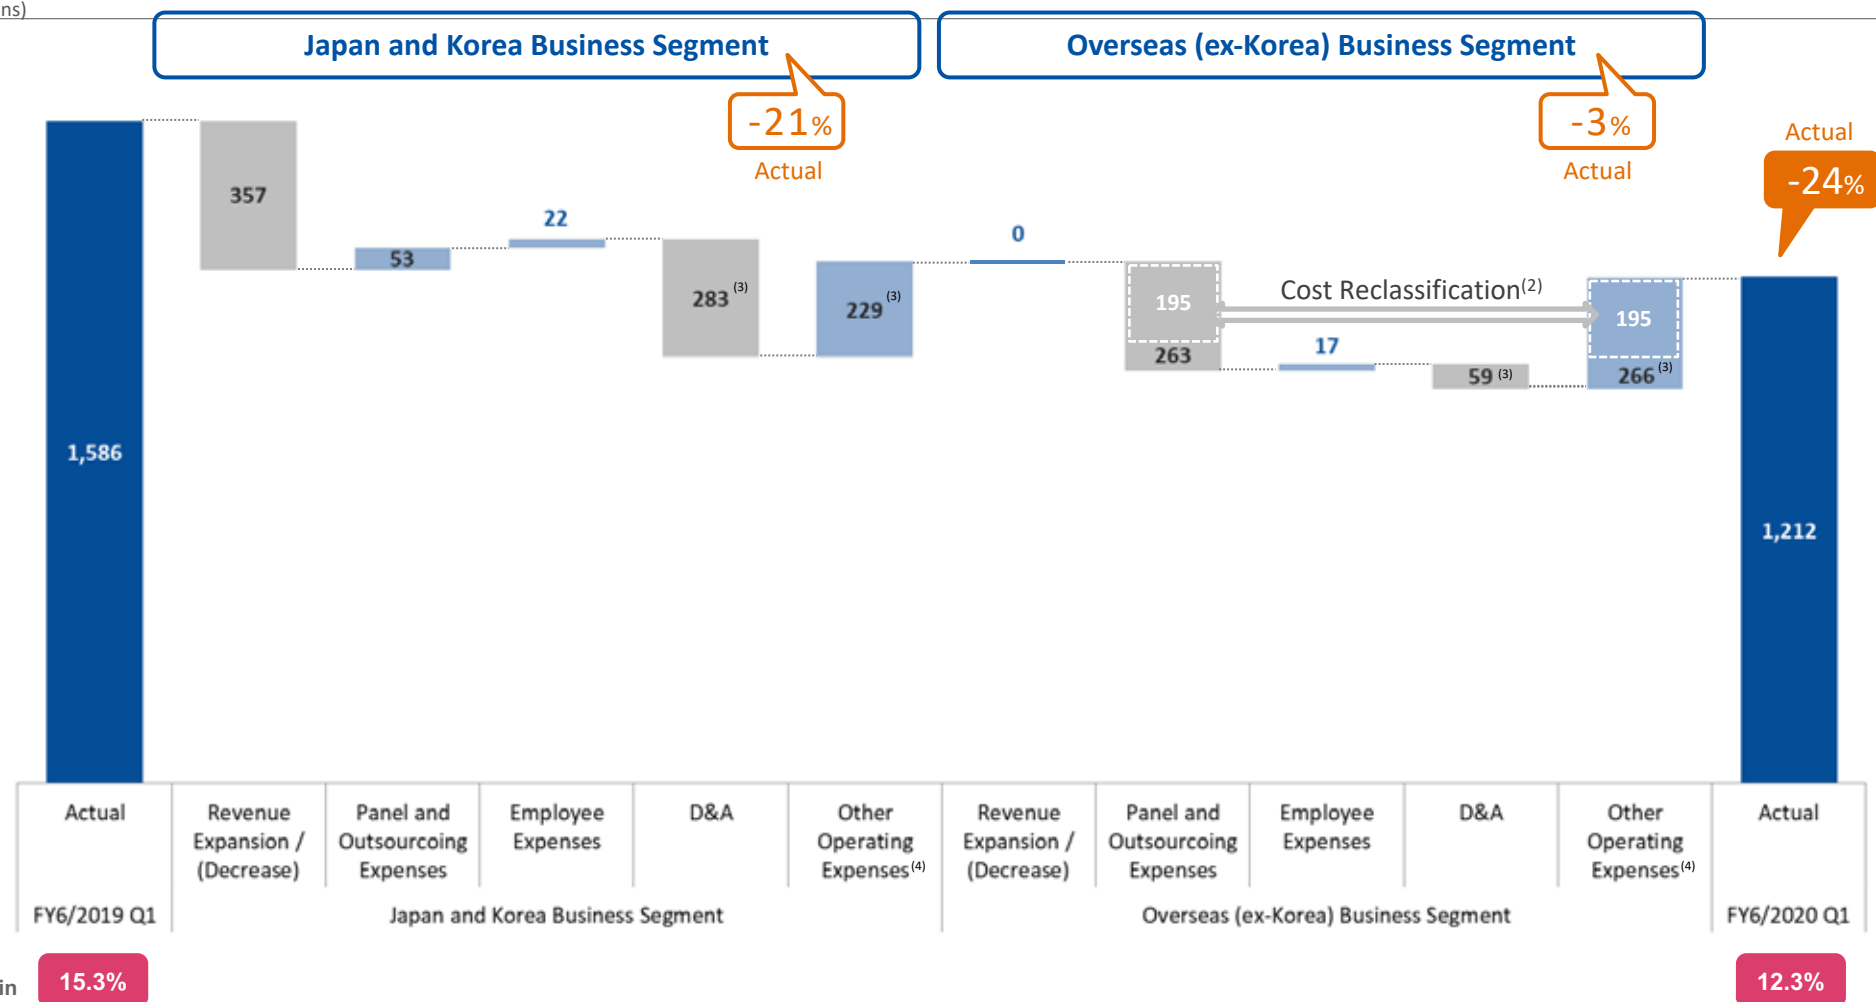 ns)
Japan and Korea Business Segment
Overseas (ex-Korea) Business Segment
-21%
Actual
-3%
Actual
Actual
-24%
357
53
22
283 (3)
229 (3)
0
195
263
Cost Reclassification(2)
17
59 (3)
195
266 (3)
1,586
1,212
Actual
Revenue
Expansion /
(Decrease)
Panel and
Outsourcoing
Expenses
Employee
Expenses
D&A
Other
Operating
Expenses(4)
Revenue
Expansion /
(Decrease)
Panel and
Outsourcoing
Expenses
Employee
Expenses
D&A
Other
Operating
Expenses(4)
Actual
FY6/2019 Q1
Japan and Korea Business Segment
Overseas (ex-Korea) Business Segment
FY6/2020 Q1
in
15.3%
12.3%